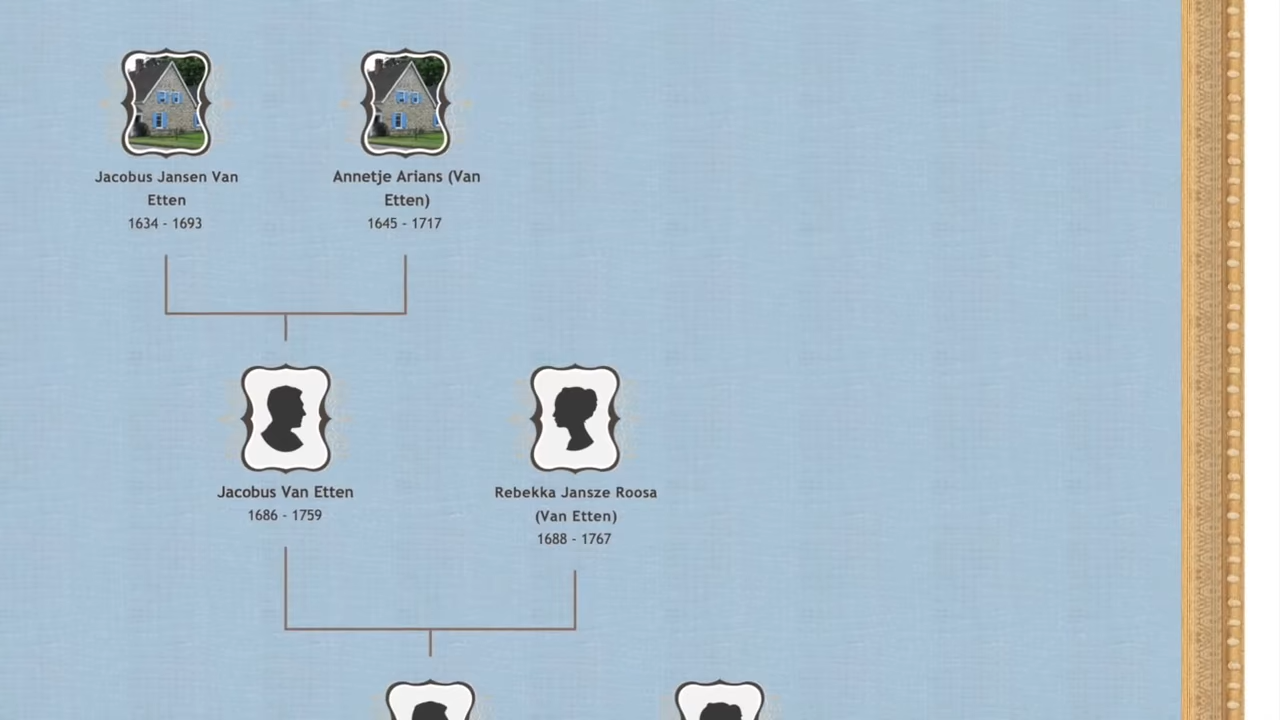 Jacobus Jansen Van
Etten
1634 - 1693
Annetje Arians (Van
Etten)
1645 - 1717
Jacobus Van Etten
1686 - 1759
Rebekka Jansze Roosa
(Van Etten)
1688 - 1767